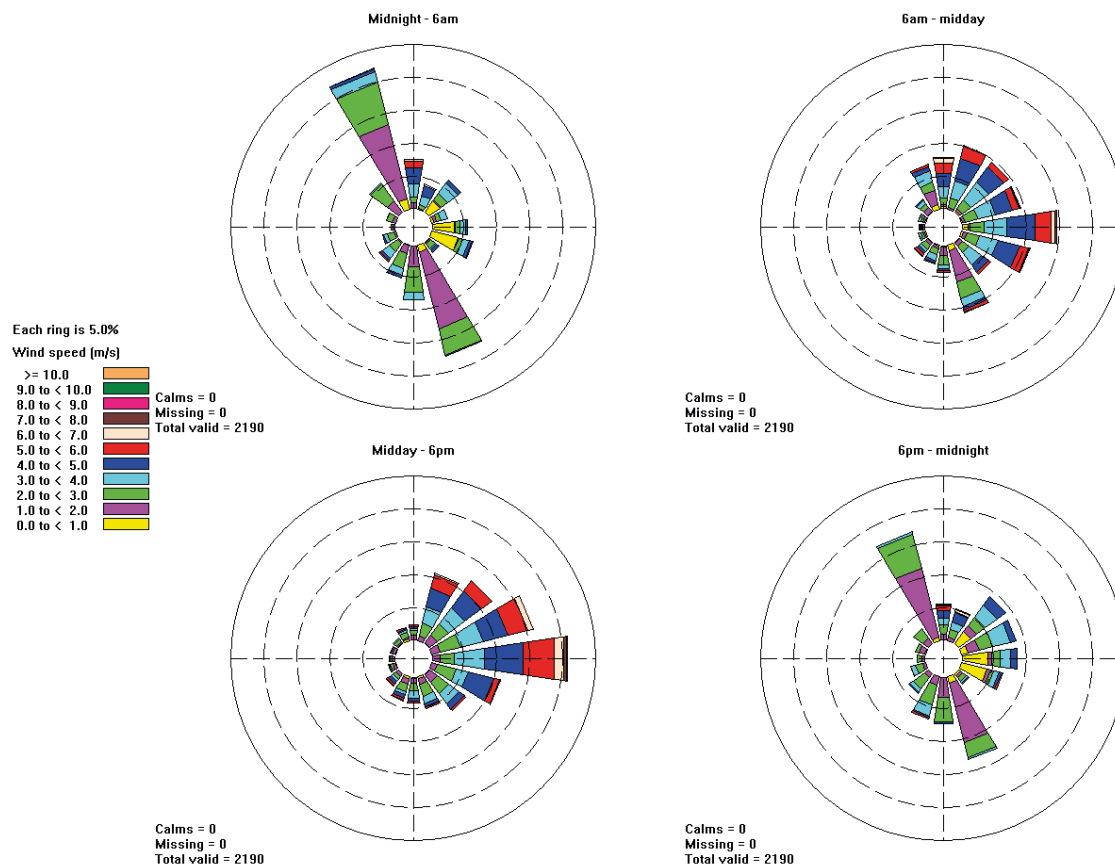 Midnight - 6am
6am - midday
Each ring is 5.0%
Wind speed (m/s)
>= 10.0
9.0 to < 10.0
8.0 to < 9.0
7.0 to < 8.0
6.0 to < 7.0
5.0 to < 6.0
4.0 to < 5.0
3.0 to < 4.0
2.0 to < 3.0
1.0 to < 2.0
0.0 to < 1.0
Calms = 0
Missing = 0
Total valid = 2190
Calms = 0
Missing = 0
Total valid = 2190
Midday - 6pm
6pm - midnight
Calms = 0
Missing = 0
Total valid = 2190
Calms = 0
Missing = 0
Total valid = 2190